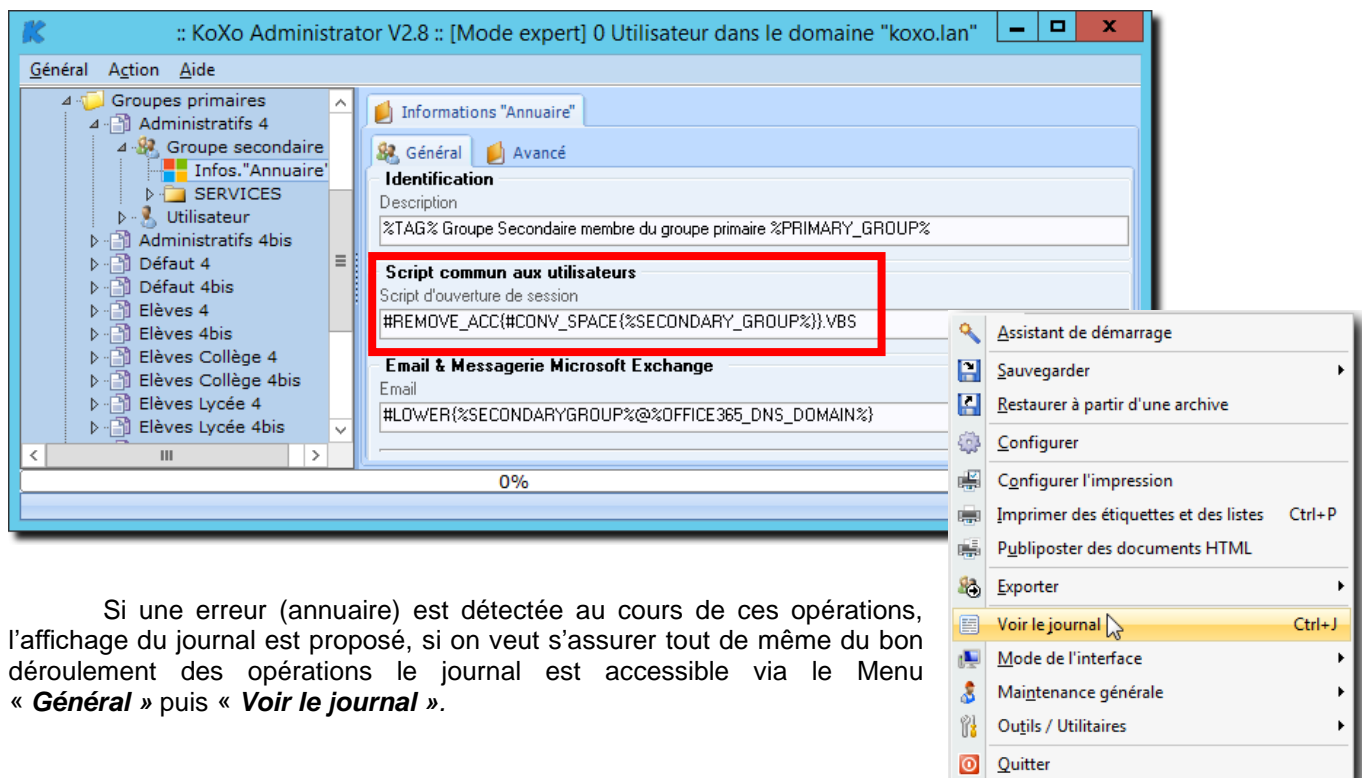 :: KoXo Administrator V2.8 :: [Mode expert] 0 Utilisateur dans le domaine "koxo.lan"
Général Action Aide
Groupes primaires
Administratifs 4
Groupe secondaire
Infos."Annuaire"
SERVICES
Utilisateur
Administratifs 4bis
Défaut 4
Défaut 4bis
Elèves 4
Elèves 4bis
Elèves Collège 4
Elèves Collège 4bis
Elèves Lycée 4
Elèves Lycée 4bis
Informations "Annuaire"
Général Avancé
Identification
Description
%TAG% Groupe Secondaire membre du groupe primaire %PRIMARY_GROUP%
Script commun aux utilisateurs
Script d'ouverture de session
#REMOVE_ACC{#CONV_SPACE{%SECONDARY_GROUP%}}.VBS
Email & Messagerie Microsoft Exchange
Email
#LOWER{%SECONDARYGROUP%@%OFFICE365_DNS_DOMAIN%}
0%
Assistant de démarrage
Sauvegarder
Restaurer à partir d'une archive
Configurer
Configurer l'impression
Imprimer des étiquettes et des listes Ctrl+P
Publiposter des documents HTML
Exporter
Voir le journal Ctrl+J
Mode de l'interface
Maintenance générale
Outils / Utilitaires
Quitter
Si une erreur (annuaire) est détectée au cours de ces opérations,
l'affichage du journal est proposé, si on veut s'assurer tout de même du bon
déroulement des opérations le journal est accessible via le Menu
« Général » puis « Voir le journal ».